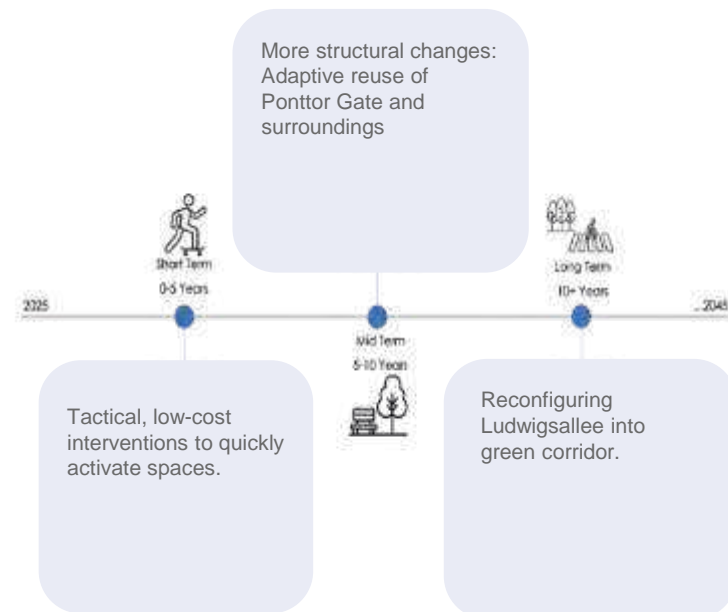 More structural changes:
Adaptive reuse of
Ponttor Gate and
surroundings
Short Term
0-5 Years
Long Term
10+ Years
2025
...2045
Mid Term
5-10 Years
Tactical, low-cost
interventions to quickly
activate spaces.
Reconfiguring
Ludwigsallee into
green corridor.